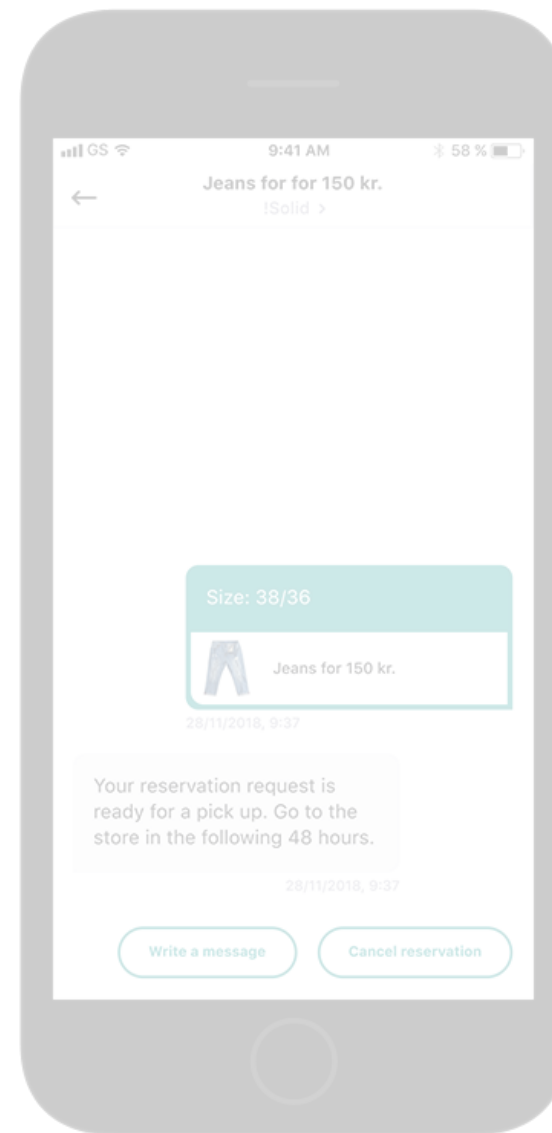 GS 9:41 AM 58 %
Jeans for for 150 kr.
!Solid >
Size: 38/36
Jeans for 150 kr.
28/11/2018, 9:37
Your reservation request is
ready for a pick up. Go to the
store in the following 48 hours.
28/11/2018, 9:37
Write a message Cancel reservation